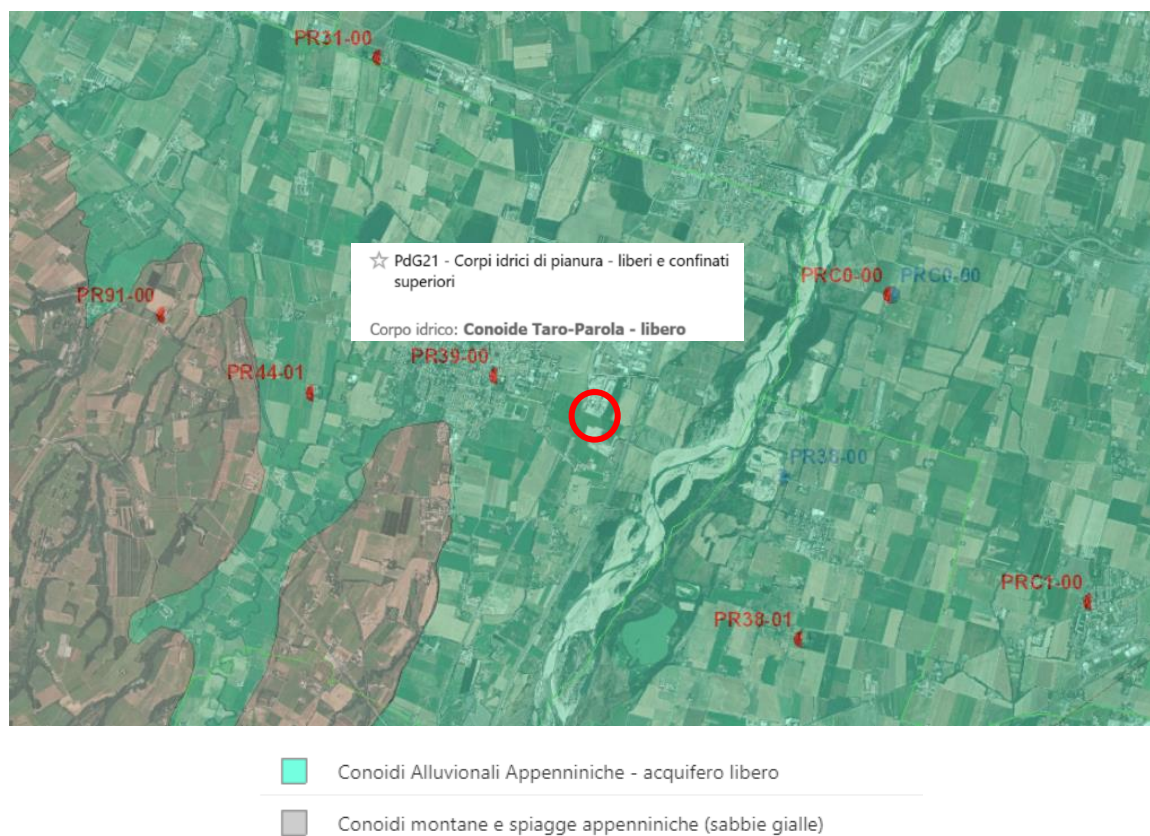 PR31-00
☆ PdG21 - Corpi idrici di pianura - liberi e confinati
superiori
Corpo idrico: Conoide Taro-Parola - libero
PRC0-00 PRC0-00
PR91-00
PR39-00
PR44-01
PR38-00
PRC1-00
PR38-01
Conoidi Alluvionali Appenniniche - acquifero libero
Conoidi montane e spiagge appenniniche (sabbie gialle)